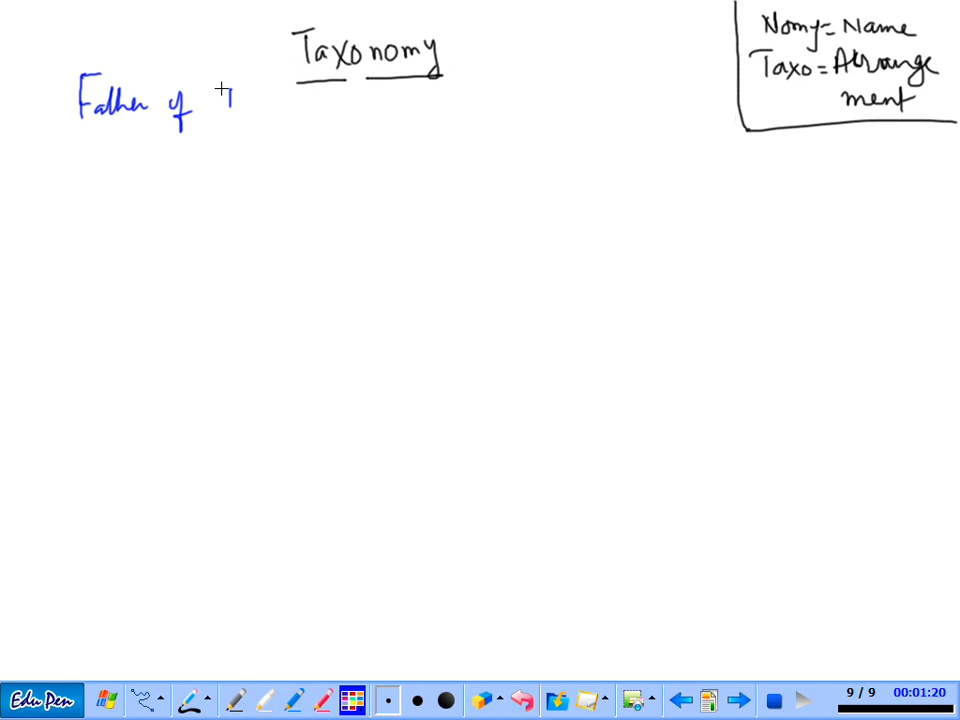 Taxonomy
Nomy = Name
Taxo = Arrange
ment
Father of T
Edu Pen
9 / 9
00:01:20